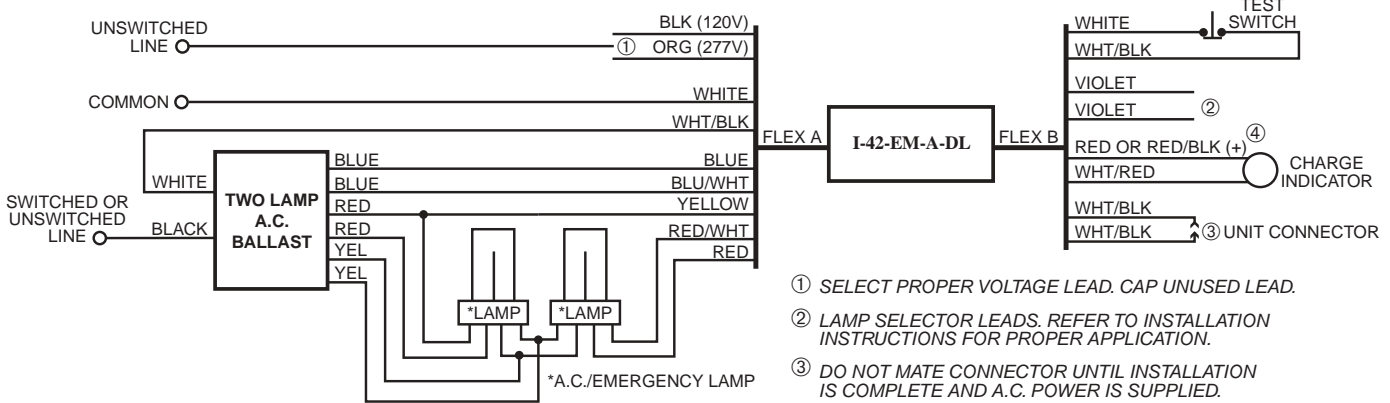 UNSWITCHED
LINE
BLK (120V)
① ORG (277V)
COMMON
WHITE
WHT/BLK
WHITE
SWITCHED OR
UNSWITCHED
LINE
BLACK
TWO LAMP
A.C.
BALLAST
BLUE
BLUE
RED
RED
YEL
YEL
BLUE
BLU/WHT
YELLOW
RED/WHT
RED
*LAMP
*LAMP
*A.C./EMERGENCY LAMP
FLEX A
I-42-EM-A-DL
FLEX B
TEST
SWITCH
WHITE
WHT/BLK
VIOLET
VIOLET
②
RED OR RED/BLK (+)
④
WHT/RED
CHARGE
INDICATOR
WHT/BLK
WHT/BLK
③ UNIT CONNECTOR
① SELECT PROPER VOLTAGE LEAD. CAP UNUSED LEAD.
② LAMP SELECTOR LEADS. REFER TO INSTALLATION
INSTRUCTIONS FOR PROPER APPLICATION.
③ DO NOT MATE CONNECTOR UNTIL INSTALLATION
IS COMPLETE AND A.C. POWER IS SUPPLIED.